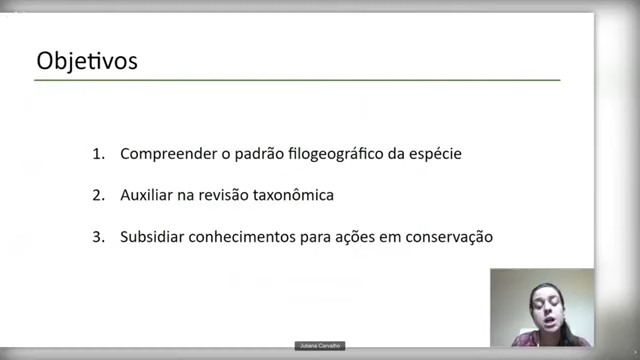 Objetivos
1. Compreender o padrão filogeográfico da espécie
2. Auxiliar na revisão taxonômica
3. Subsidiar conhecimentos para ações em conservação
Juliana Carvalho